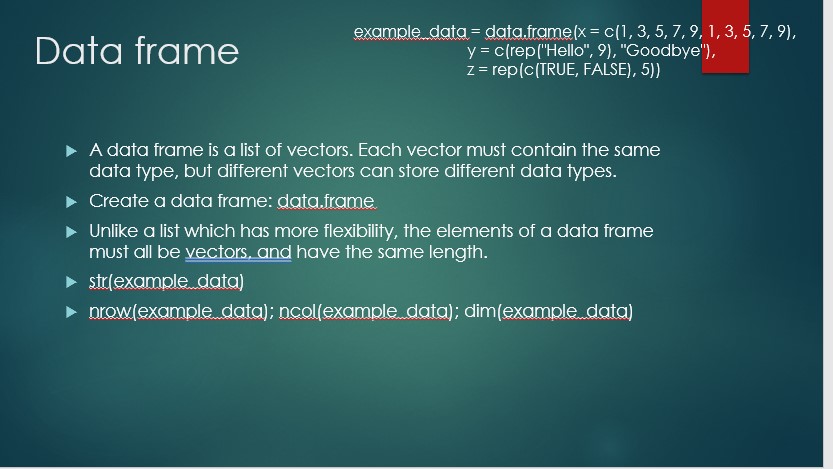 Data frame
example_data = data.frame(x = c(1, 3, 5, 7, 9, 1, 3, 5, 7, 9),
y = c(rep("Hello", 9), "Goodbye"),
z = rep(c(TRUE, FALSE), 5))
A data frame is a list of vectors. Each vector must contain the same
data type, but different vectors can store different data types.
Create a data frame: data.frame
Unlike a list which has more flexibility, the elements of a data frame
must all be vectors, and have the same length.
str(example_data)
nrow(example_data); ncol(example_data); dim(example_data)